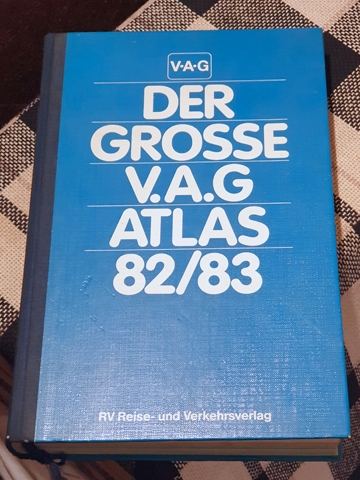 V·A·G
DER
GROSSE
V.A.G
ATLAS
82/83
RV Reise- und Verkehrsverlag